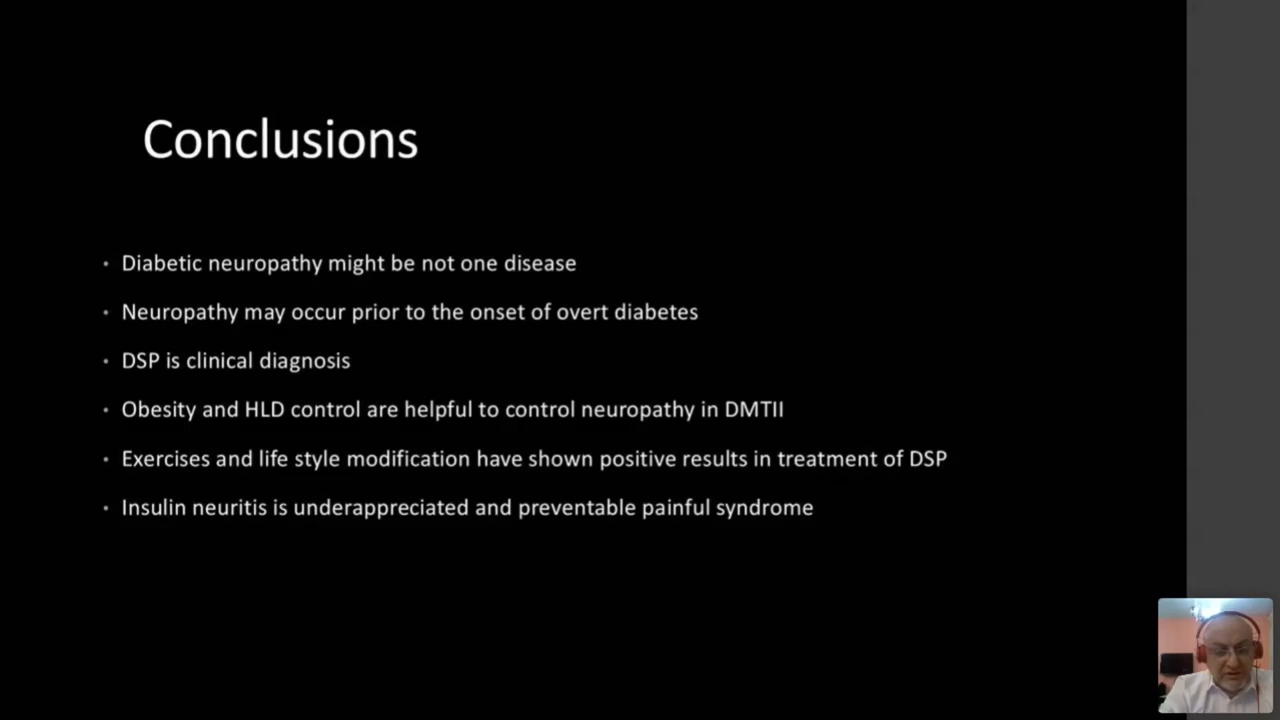 Conclusions
Diabetic neuropathy might be not one disease
Neuropathy may occur prior to the onset of overt diabetes
DSP is clinical diagnosis
Obesity and HLD control are helpful to control neuropathy in DMTII
Exercises and life style modification have shown positive results in treatment of DSP
Insulin neuritis is underappreciated and preventable painful syndrome